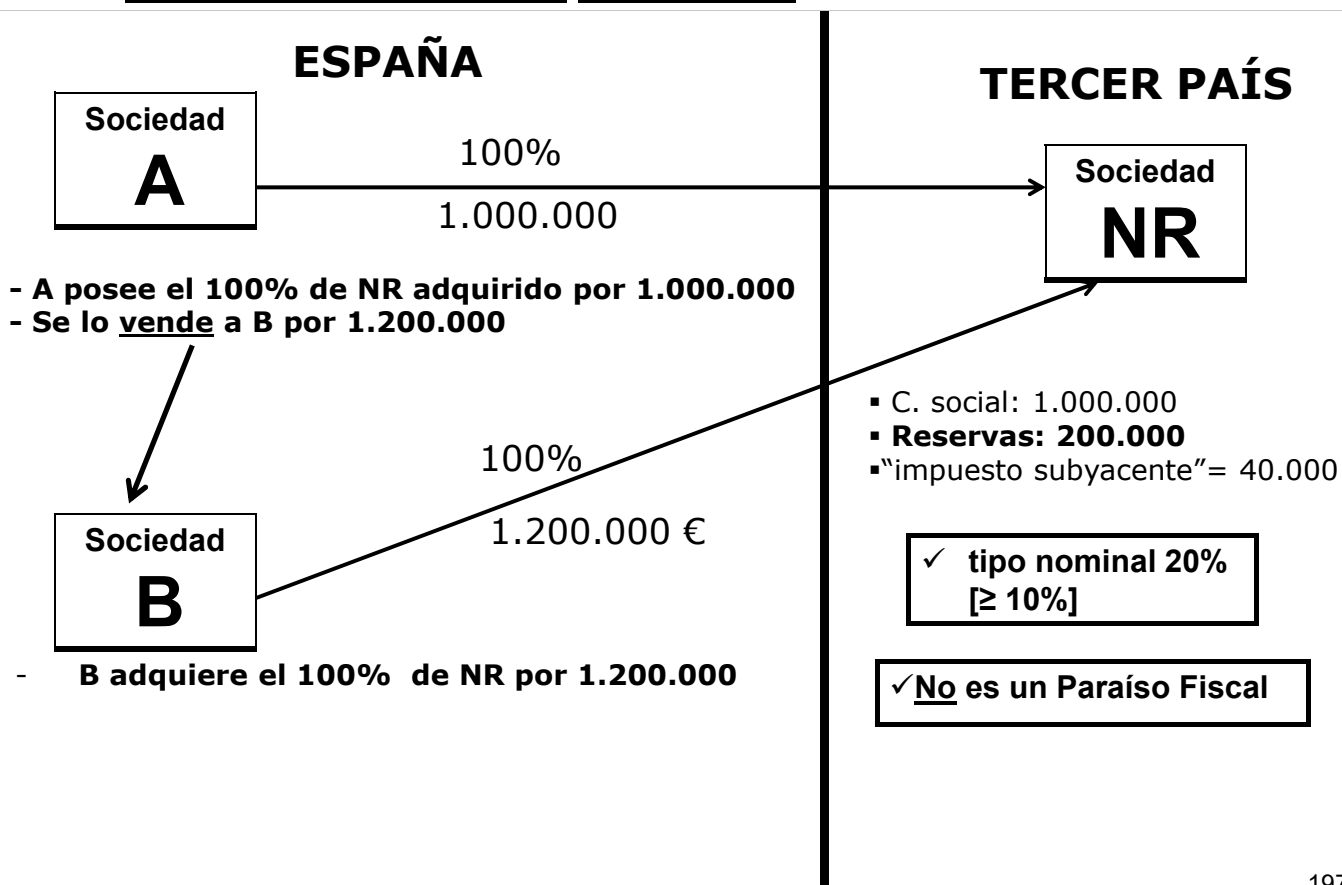 ESPAÑA
TERCER PAÍS
Sociedad
A
100%
1.000.000
Sociedad
NR
- A posee el 100% de NR adquirido por 1.000.000
- Se lo vende a B por 1.200.000
▪ C. social: 1.000.000
▪ Reservas: 200.000
▪“impuesto subyacente”= 40.000
100%
1.200.000 €
Sociedad
B
✓ tipo nominal 20%
[≥ 10%]
- B adquiere el 100% de NR por 1.200.000
✓No es un Paraíso Fiscal
197